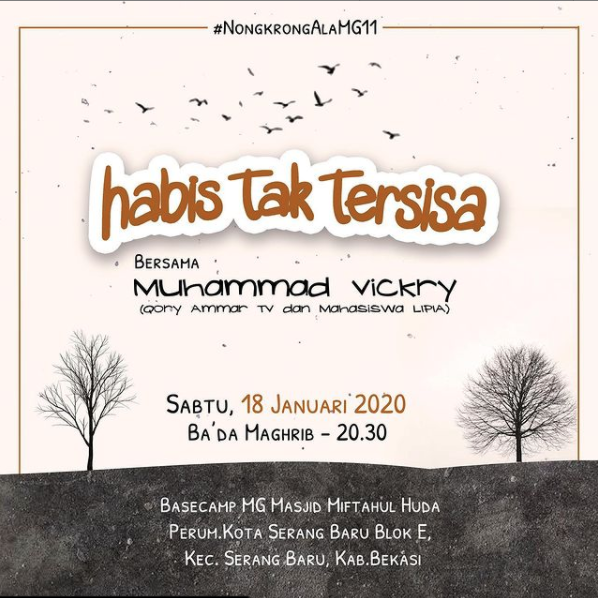 #NongkrongAlaMG11
habis tak tersisa
Bersama
Muhammad Vickry
(Qory Ammar TV dan Mahasiswa LIPIA)
Sabtu, 18 Januari 2020
Ba'da Maghrib - 20.30
Basecamp MG Masjid Miftahul Huda
Perum.Kota Serang Baru Blok E,
Kec. Serang Baru, Kab.Bekasi